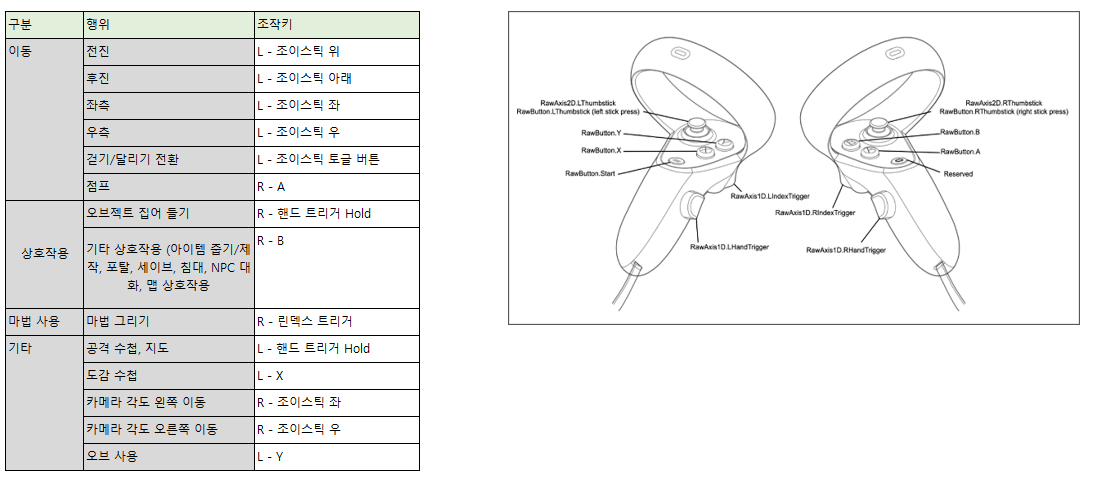 구분 행위 조작키
이동 전진 L - 조이스틱 위
후진 L - 조이스틱 아래
좌측 L - 조이스틱 좌
우측 L - 조이스틱 우
걷기/달리기 전환 L - 조이스틱 토글 버튼
점프 R - A
상호작용 오브젝트 집어 들기 R - 핸드 트리거 Hold
기타 상호작용 (아이템 줍기/제
작, 포탈, 세이브, 침대, NPC 대
화, 맵 상호작용
R - B
마법 사용 마법 그리기 R - 린덱스 트리거
기타 공격 수첩, 지도 L - 핸드 트리거 Hold
도감 수첩 L - X
카메라 각도 왼쪽 이동 R - 조이스틱 좌
카메라 각도 오른쪽 이동 R - 조이스틱 우
오브 사용 L - Y
RawAxis2D.LThumbstick
RawButton.LThumbstick (left stick press)
RawButton.Y
RawButton.X
RawButton.Start
RawAxis1D.LIndexTrigger
RawAxis1D.LHandTrigger
RawAxis2D.RThumbstick
RawButton.RThumbstick (right stick press)
RawButton.B
RawButton.A
Reserved
RawAxis1D.RIndexTrigger
RawAxis1D.RHandTrigger